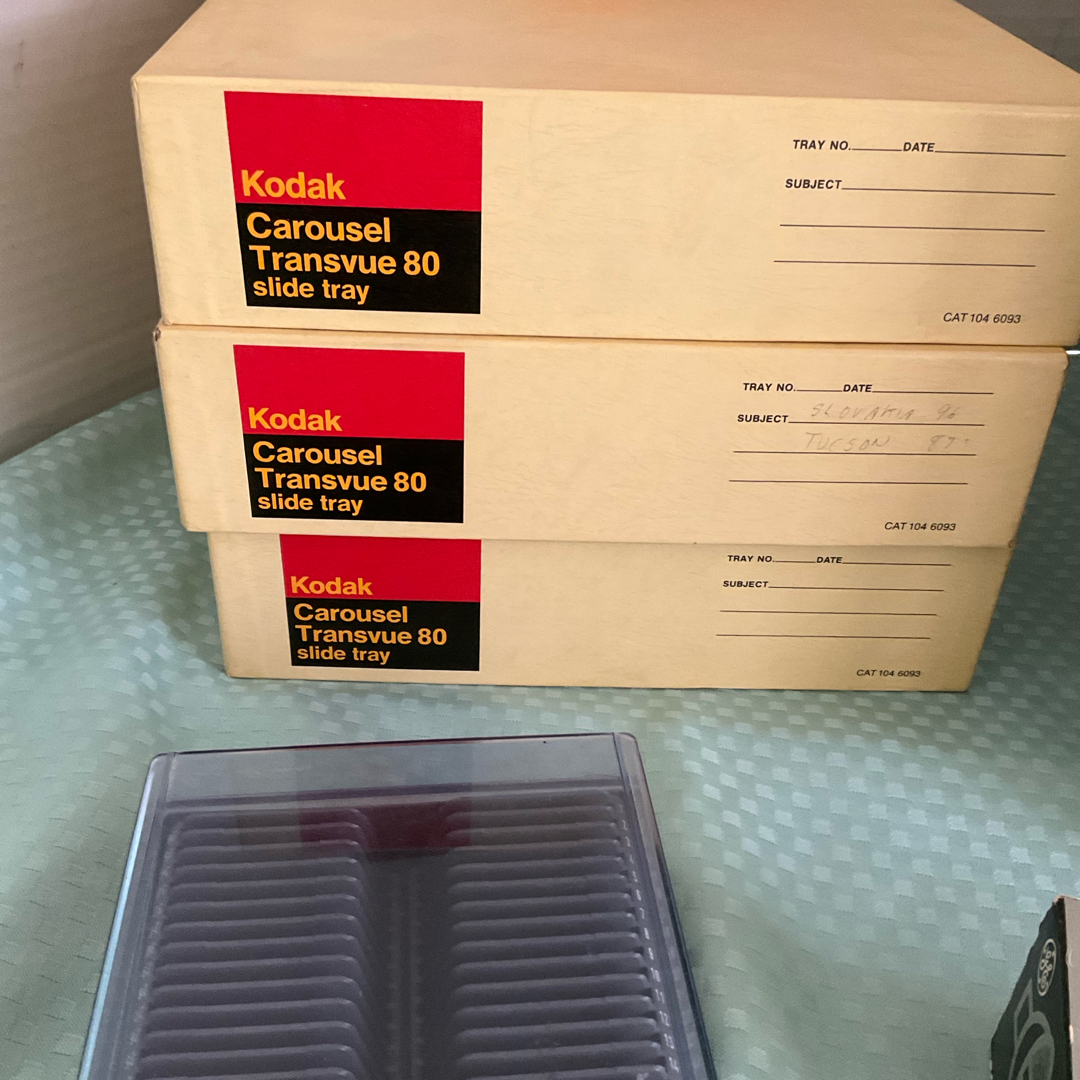 Kodak
Carousel
Transvue 80
slide tray
TRAY NO. DATE
SUBJECT
CAT 104 6093
Kodak
Carousel
Transvue 80
slide tray
TRAY NO. DATE
SUBJECT SLOVAKIA 96
TUCSON 87
CAT 104 6093
Kodak
Carousel
Transvue 80
slide tray
TRAY NO. DATE
SUBJECT
CAT 104 6093